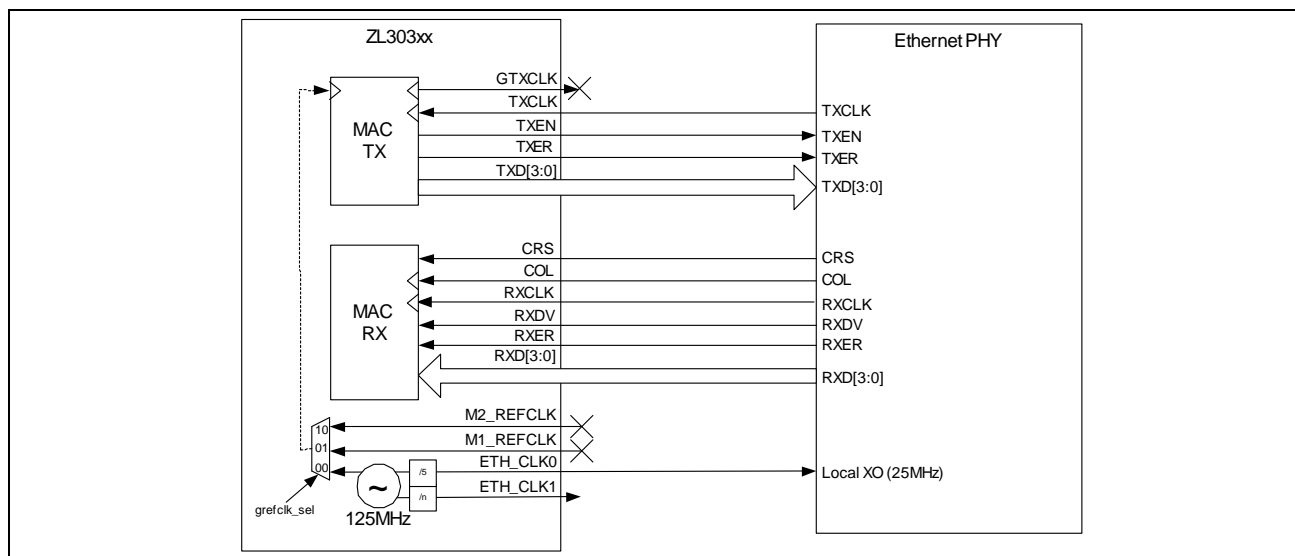 ZL303xx
Ethernet PHY
MAC
TX
GTXCLK
TXCLK
TXEN
TXER
TXD[3:0]
TXCLK
TXEN
TXER
TXD[3:0]
MAC
RX
CRS
COL
RXCLK
RXDV
RXER
RXD[3:0]
CRS
COL
RXCLK
RXDV
RXER
RXD[3:0]
M2_REFCLK
M1_REFCLK
ETH_CLK0
ETH_CLK1
10
01
00
/5
/n
~
125MHz
grefclk_sel
Local XO (25MHz)